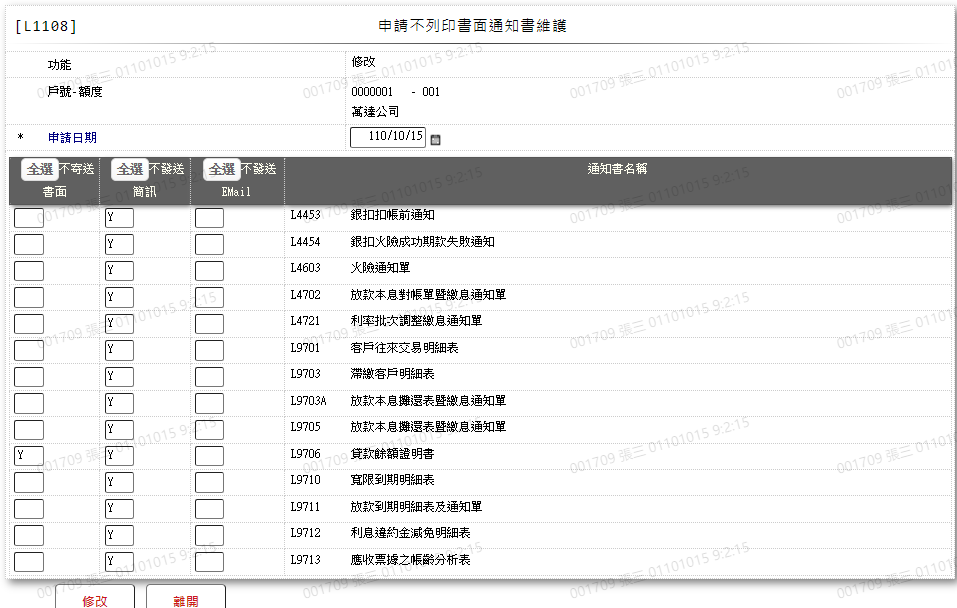 [L1108] 申請不列印書面通知書維護
功能 修改
戶號-額度 0000001 - 001
萬達公司
* 申請日期 110/10/15
全選 不寄送 全選 不發送 全選 不發送 通知書名稱
書面 簡訊 EMail
Y L4453 銀扣扣帳前通知
Y L4454 銀扣火險成功期款失敗通知
Y L4603 火險通知單
Y L4702 放款本息對帳單暨繳息通知單
Y L4721 利率批次調整繳息通知單
Y L9701 客戶往來交易明細表
Y L9703 滯繳客戶明細表
Y L9703A 放款本息攤還表暨繳息通知單
Y L9705 放款本息攤還表暨繳息通知單
Y Y L9706 貸款餘額證明書
Y L9710 寬限到期明細表
Y L9711 放款到期明細表及通知單
Y L9712 利息違約金減免明細表
Y L9713 應收票據之帳齡分析表
修改 離開
001709 張三 01101015 9:2:15